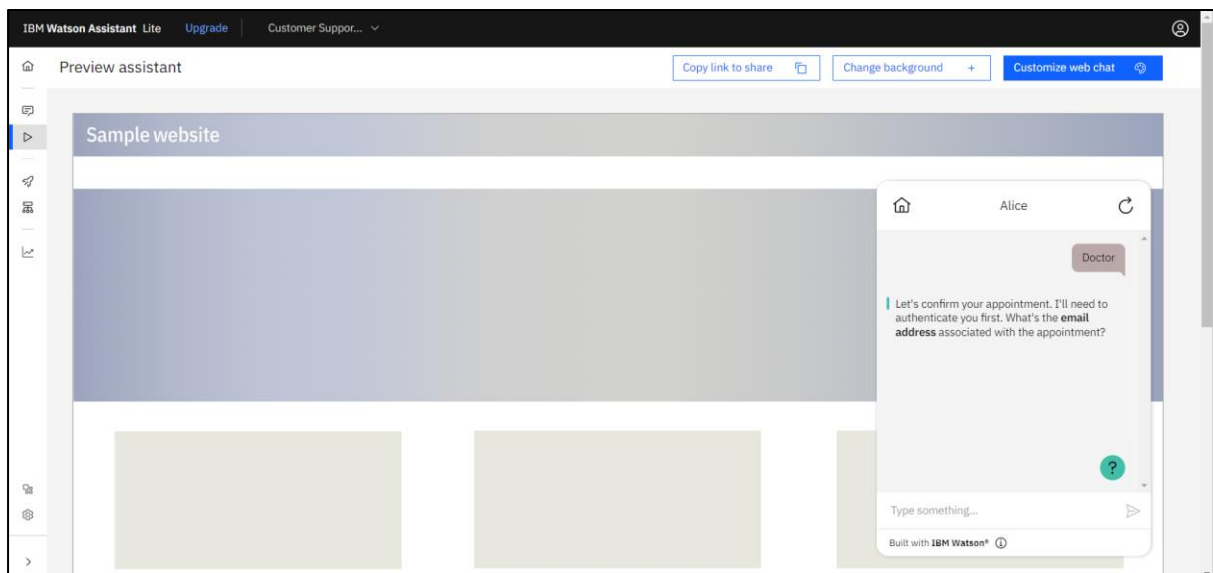 IBM Watson Assistant Lite Upgrade Customer Suppor...
Preview assistant Copy link to share Change background + Customize web chat
Sample website
Alice
Doctor
Let's confirm your appointment. I'll need to
authenticate you first. What's the email
address associated with the appointment?
?
Type something...
Built with IBM Watson®